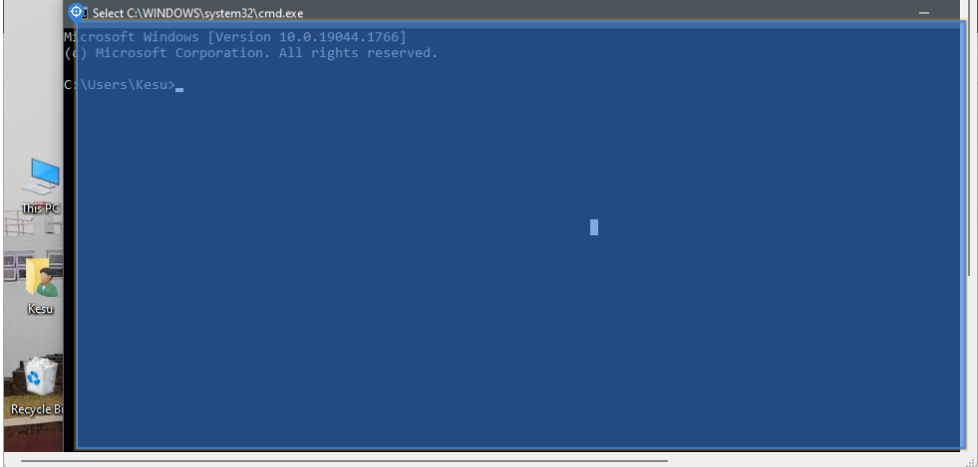 Select C:\WINDOWS\system32\cmd.exe
Microsoft Windows [Version 10.0.19044.1766]
(c) Microsoft Corporation. All rights reserved.
C:\Users\Kesu>
This PC
Kesu
Recycle Bi